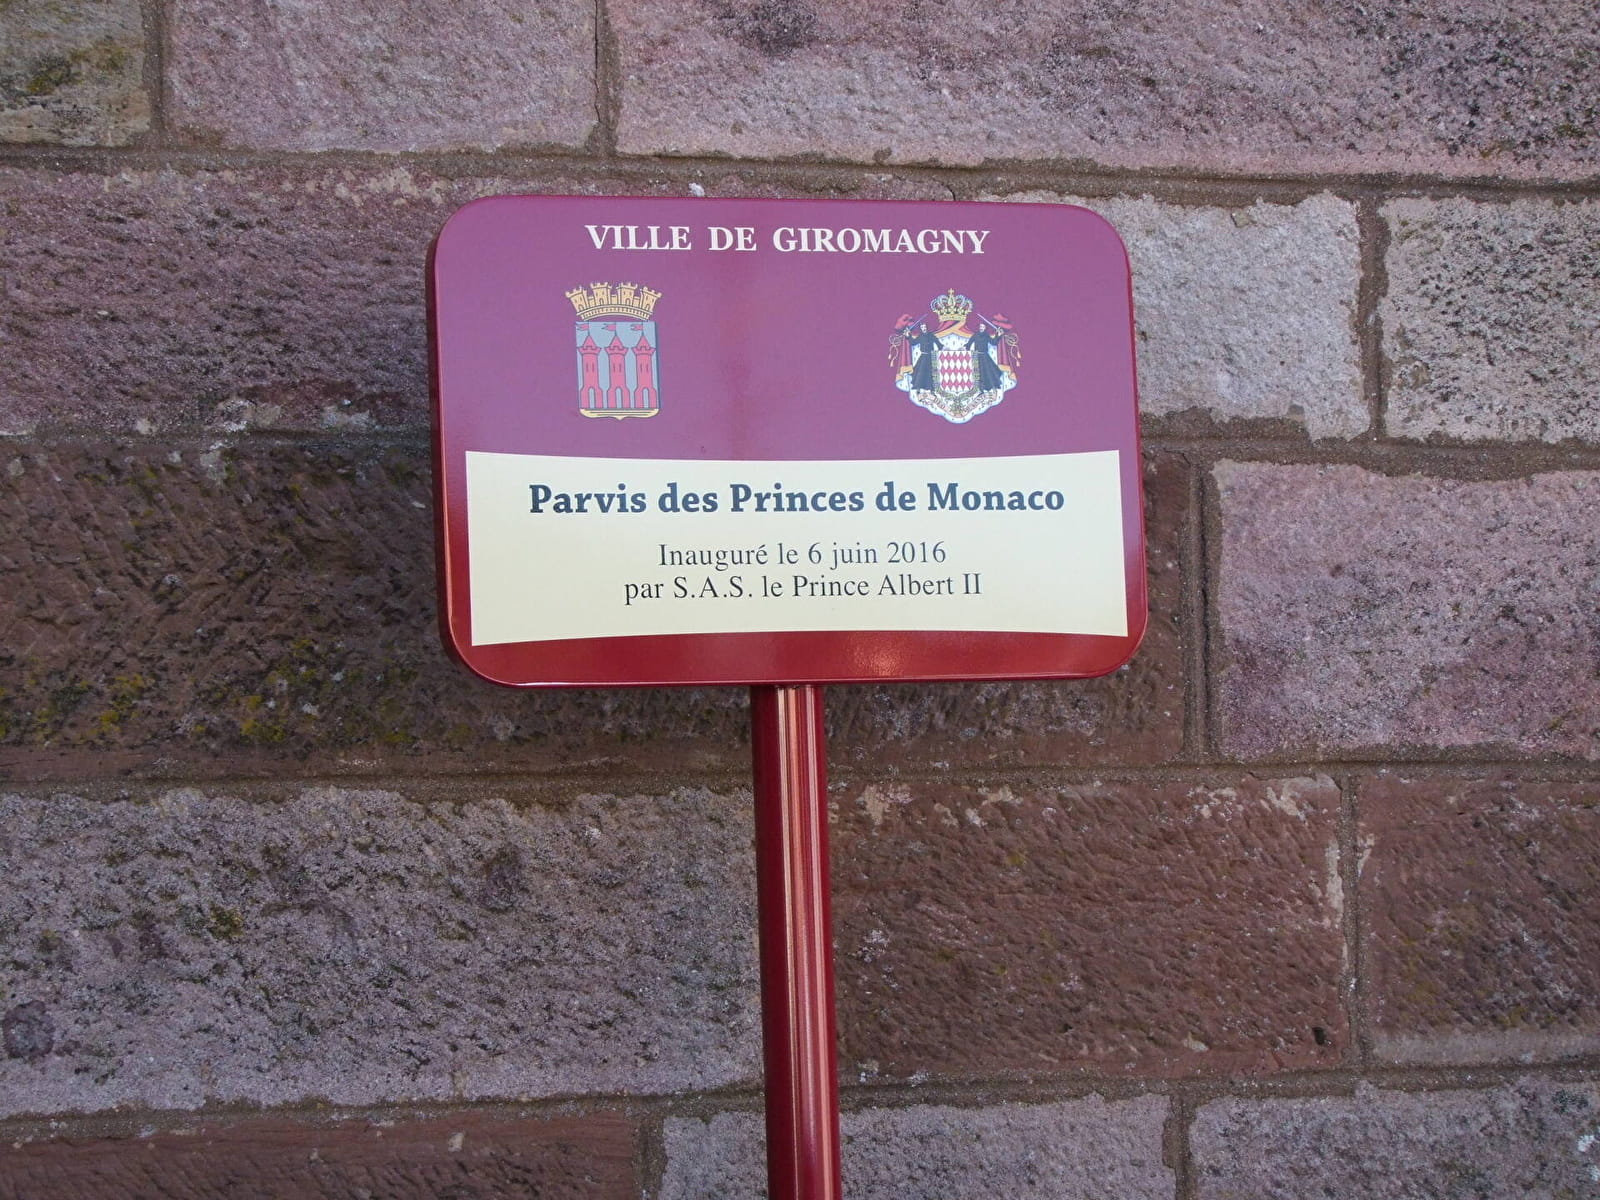 VILLE DE GIROMAGNY
Parvis des Princes de Monaco
Inauguré le 6 juin 2016
par S.A.S. le Prince Albert II